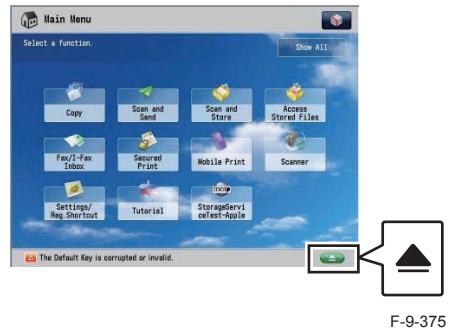 Main Menu
Select a function.
Show All
Copy
Scan and
Send
Scan and
Store
Access
Stored Files
Fax/I-Fax
Inbox
Secured
Print
Mobile Print
Scanner
Settings/
Reg.Shortcut
Tutorial
StorageServi
ceTest-Apple
The Default Key is corrupted or invalid.
F-9-375